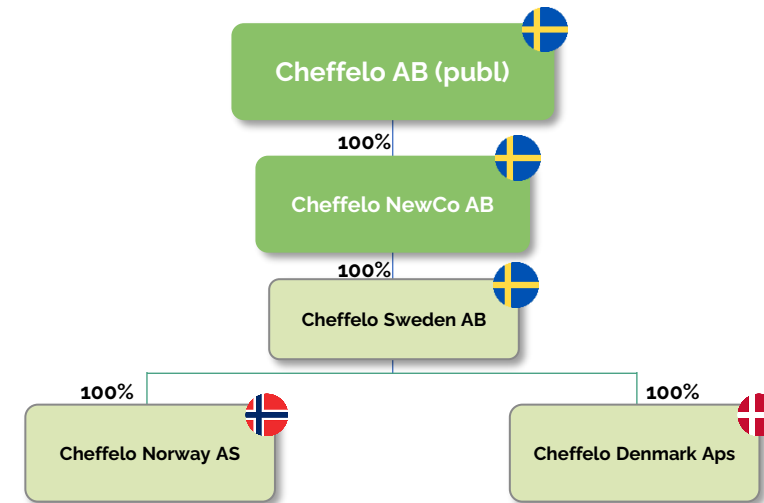 Cheffelo AB (publ)
100%
Cheffelo NewCo AB
100%
Cheffelo Sweden AB
100%
100%
Cheffelo Norway AS
Cheffelo Denmark Aps